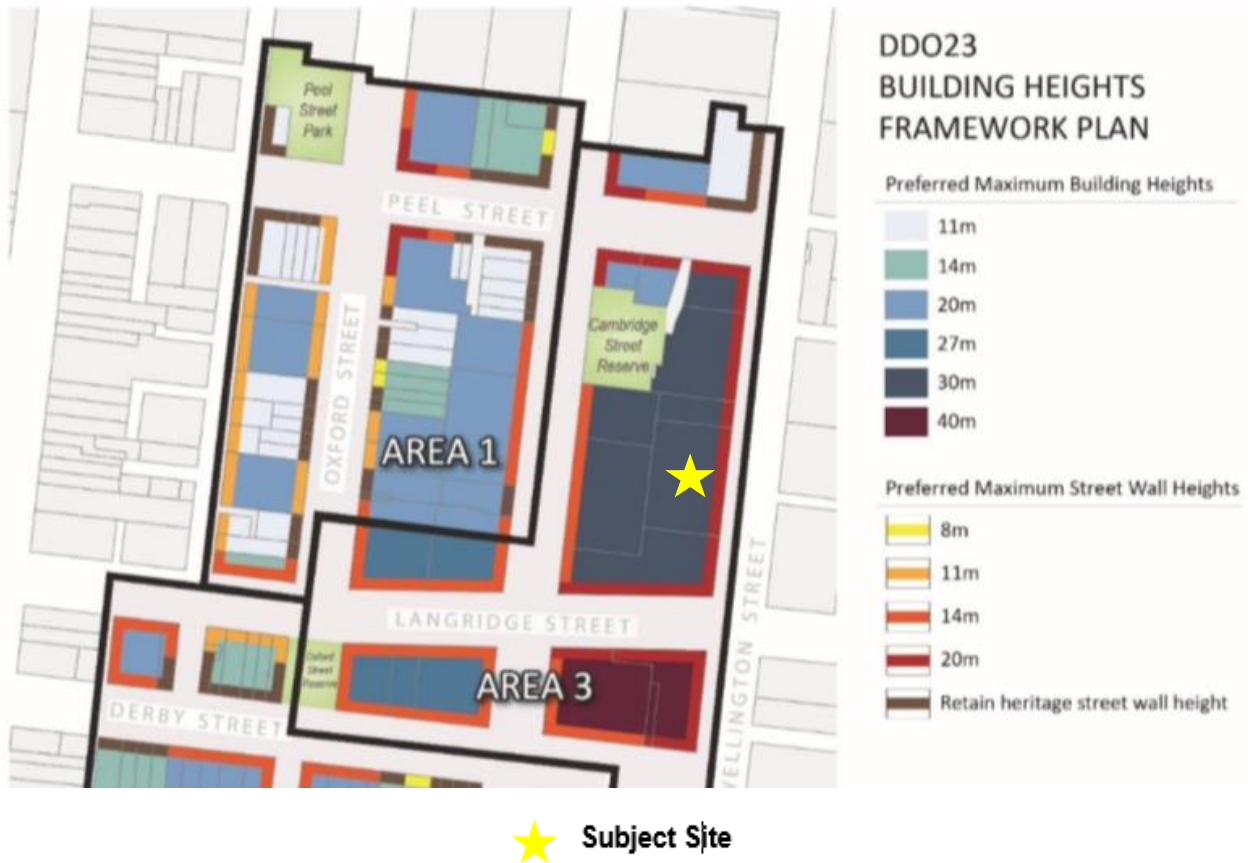 DDO23
BUILDING HEIGHTS
FRAMEWORK PLAN
Preferred Maximum Building Heights
11m
14m
20m
27m
30m
40m
Preferred Maximum Street Wall Heights
8m
11m
14m
20m
Retain heritage street wall height
Peel
Street
Park
PEEL STREET
Cambridge
Street
Reserve
OXFORD STREET
AREA 1
LANGRIDGE STREET
WELLINGTON STREET
Oxford
Street
Reserve
AREA 3
DERBY STREET
Subject Site